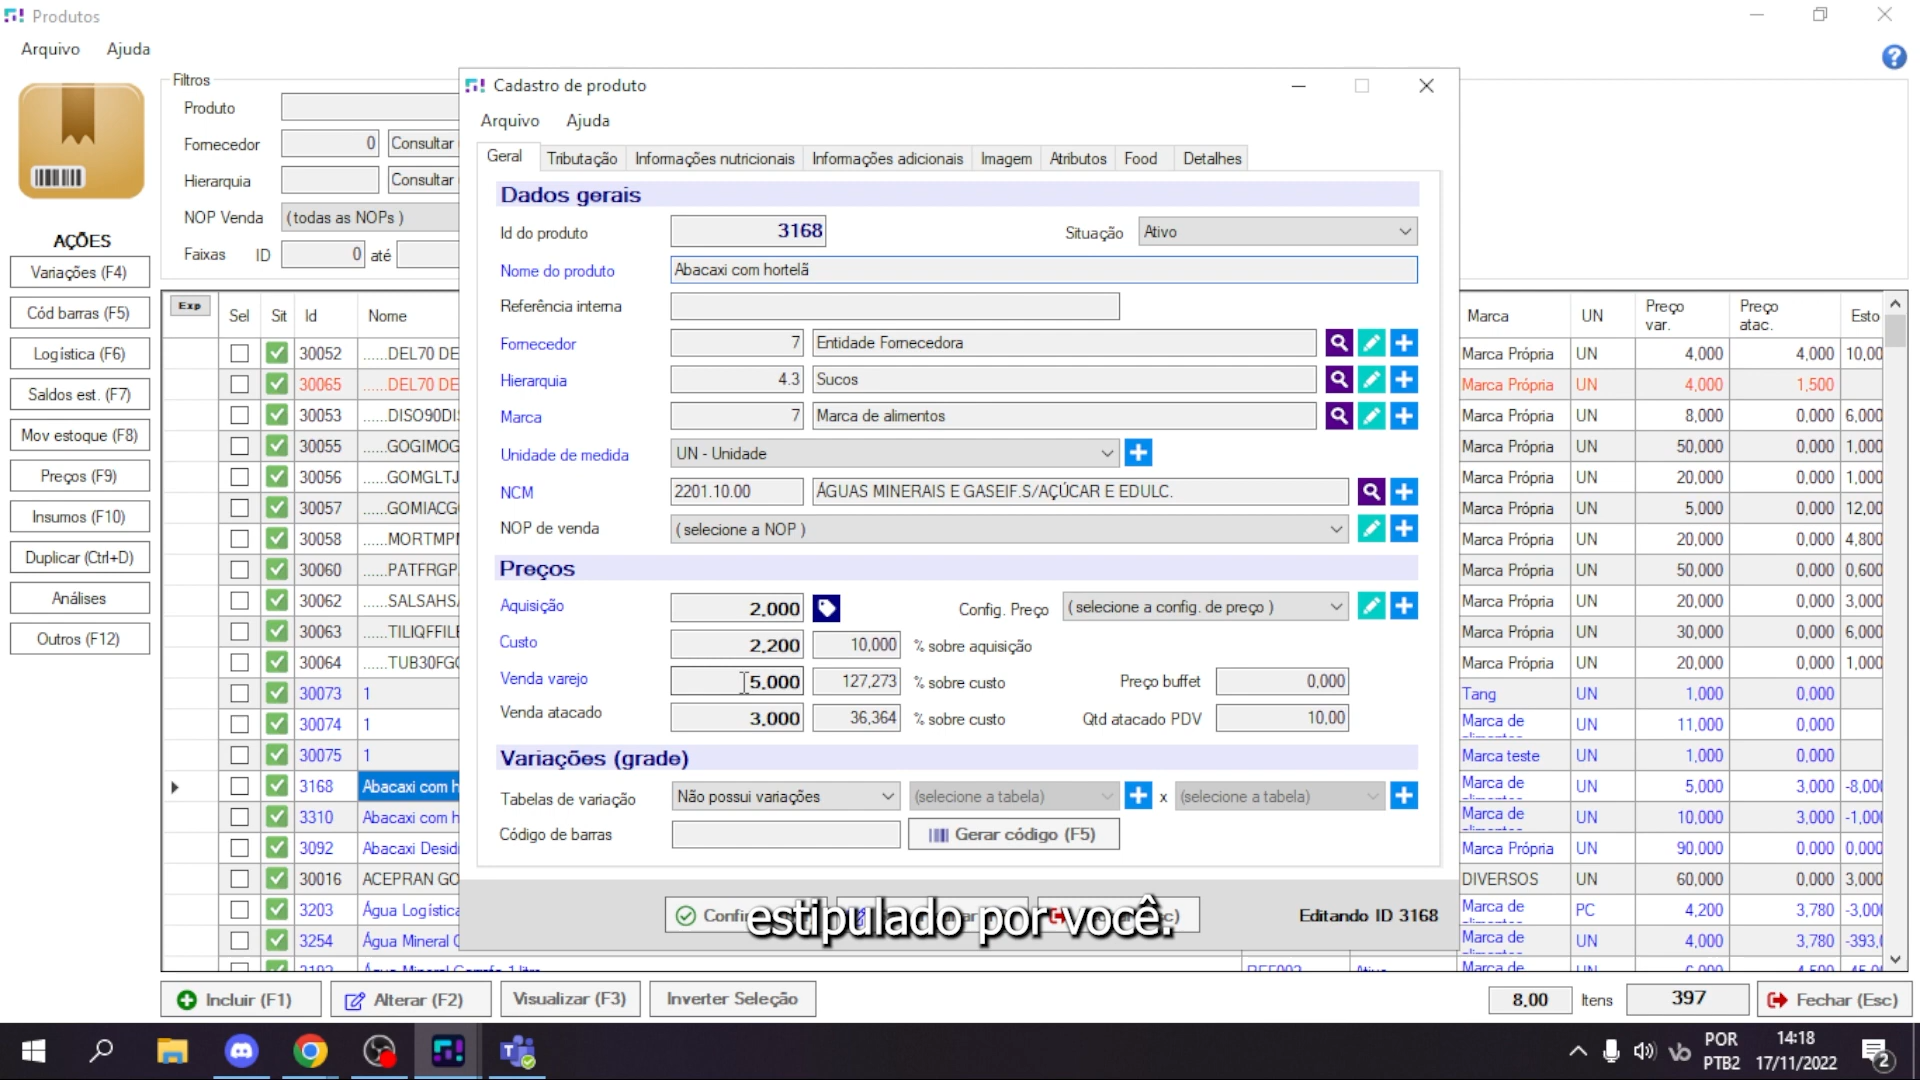 Produtos
Arquivo Ajuda
Filtros
Produto
Fornecedor 0 Consultar
Hierarquia Consultar
NOP Venda ( todas as NOPs )
Faixas ID 0 até
AÇÕES
Variações (F4)
Cód barras (F5)
Logística (F6)
Saldos est. (F7)
Mov estoque (F8)
Preços (F9)
Insumos (F10)
Duplicar (Ctrl+D)
Análises
Outros (F12)
Exp Sel Sit Id Nome
30052 ......DEL70 DE
30065 ......DEL70 DE
30053 ......DISO90DI
30055 ......GOGIMOG
30056 ......GOMGLTJ
30057 ......GOMIACG
30058 ......MORTMP
30060 ......PATFRGP
30062 ......SALSAHS
30063 ......TILIQFFILE
30064 ......TUB30FG
30073 1
30074 1
30075 1
3168 Abacaxi com h
3310 Abacaxi com h
3092 Abacaxi Desid
30016 ACEPRAN GO
3203 Água Logística
3254 Água Mineral
Cadastro de produto
Arquivo Ajuda
Geral Tributação Informações nutricionais Informações adicionais Imagem Atributos Food Detalhes
Dados gerais
Id do produto 3168 Situação Ativo
Nome do produto Abacaxi com hortelã
Referência interna
Fornecedor 7 Entidade Fornecedora
Hierarquia 4.3 Sucos
Marca 7 Marca de alimentos
Unidade de medida UN - Unidade
NCM 2201.10.00 ÁGUAS MINERAIS E GASEIF.S/AÇÚCAR E EDULC.
NOP de venda ( selecione a NOP )
Preços
Aquisição 2,000 Config. Preço ( selecione a config. de preço )
Custo 2,200 10,000 % sobre aquisição
Venda varejo 5,000 127,273 % sobre custo Preço buffet 0,000
Venda atacado 3,000 36,364 % sobre custo Qtd atacado PDV 10,00
Variações (grade)
Tabelas de variação Não possui variações (selecione a tabela) x (selecione a tabela)
Código de barras Gerar código (F5)
estipulado por você.
Editando ID 3168
Marca UN Preço var. Preço atac. Esto
Marca Própria UN 4,000 4,000 10,00
Marca Própria UN 4,000 1,500
Marca Própria UN 8,000 0,000 6,000
Marca Própria UN 50,000 0,000 1,000
Marca Própria UN 20,000 0,000 1,000
Marca Própria UN 5,000 0,000 12,00
Marca Própria UN 20,000 0,000 4,800
Marca Própria UN 50,000 0,000 0,600
Marca Própria UN 20,000 0,000 3,000
Marca Própria UN 30,000 0,000 6,000
Marca Própria UN 20,000 0,000 1,000
Tang UN 1,000 0,000
Marca de UN 11,000 0,000
Marca teste UN 1,000 0,000
Marca de UN 5,000 3,000 -8,000
Marca de UN 10,000 3,000 -1,000
Marca Própria UN 90,000 0,000 0,000
DIVERSOS UN 60,000 0,000 3,000
Marca de PC 4,200 3,780 -3,000
Marca de UN 4,000 3,780 -393,
Incluir (F1) Alterar (F2) Visualizar (F3) Inverter Seleção 8,00 Itens 397 Fechar (Esc)
POR
PTB2
14:18
17/11/2022
2